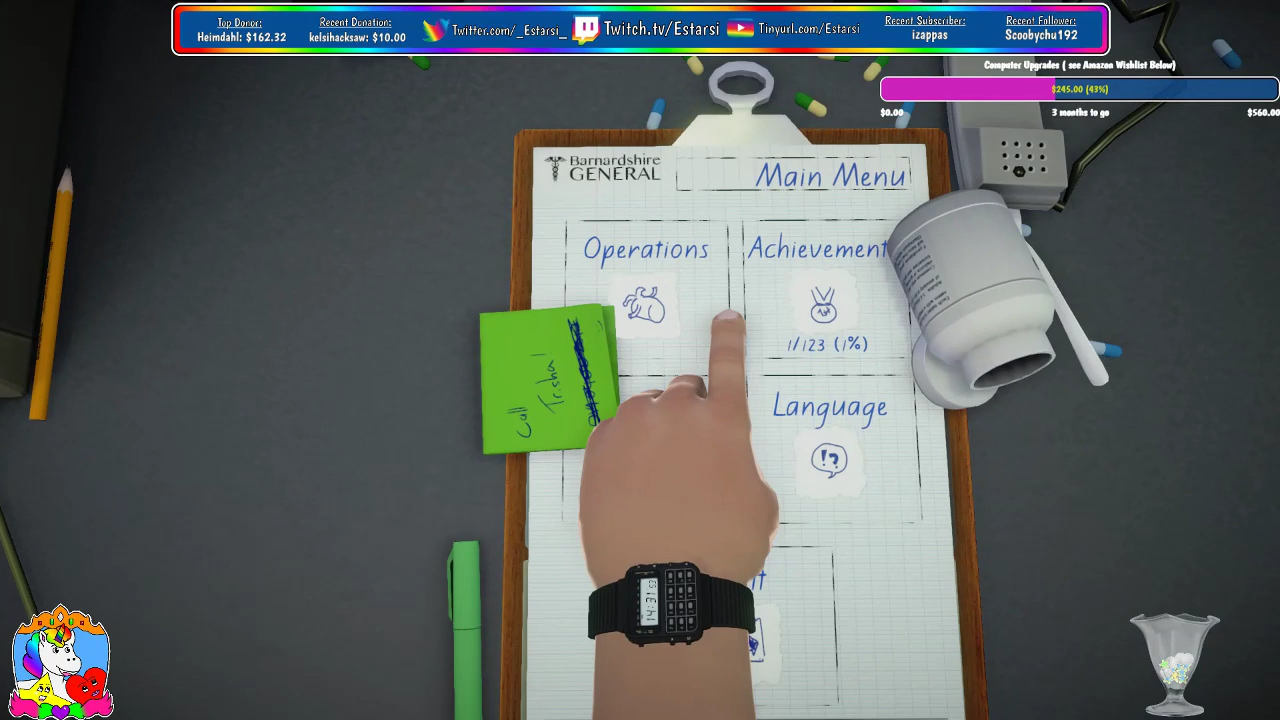 Top Donor:
Heimdahl: $162.32
Recent Donation:
kelsihacksaw: $10.00
Twitter.com/_Estarsi_
Twitch.tv/Estarsi
Tinyurl.com/Estarsi
Recent Subscriber:
izappas
Recent Follower:
Scoobychu192
Computer Upgrades ( see Amazon Wishlist Below)
$245.00 (43%)
$0.00
3 months to go
$560.00
Barnardshire
GENERAL
Main Menu
Operations
Achievement
1/123 (1%)
Call
Trisha!
Language
!?
14:31:53